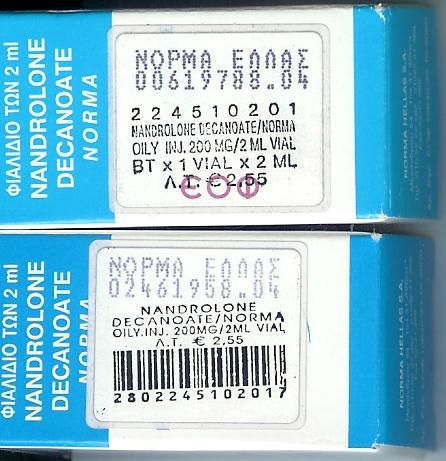 ΦΙΑΛΙΔΙΟ ΤΩΝ 2 ml
NANDROLONE
DECANOATE
NORMA
ΝΟΡΜΑ ΕΛΛΑΣ
00619788.04
224510201
NANDROLONE DECANOATE/NORMA
OILY INJ. 200 MG/2 ML VIAL
BT x 1 VIAL x 2 ML
Λ.Τ. € 2,55
ΕΟΦ
NORMA HELLAS S.A.
ΦΙΑΛΙΔΙΟ ΤΩΝ 2 ml
NANDROLONE
DECANOATE
NORMA
ΝΟΡΜΑ ΕΛΛΑΣ
02461958.04
NANDROLONE
DECANOATE/NORMA
OILY.INJ. 200MG/2ML VIAL
Λ.Τ. € 2,55
2802245102017
NORMA HELLAS S.A.